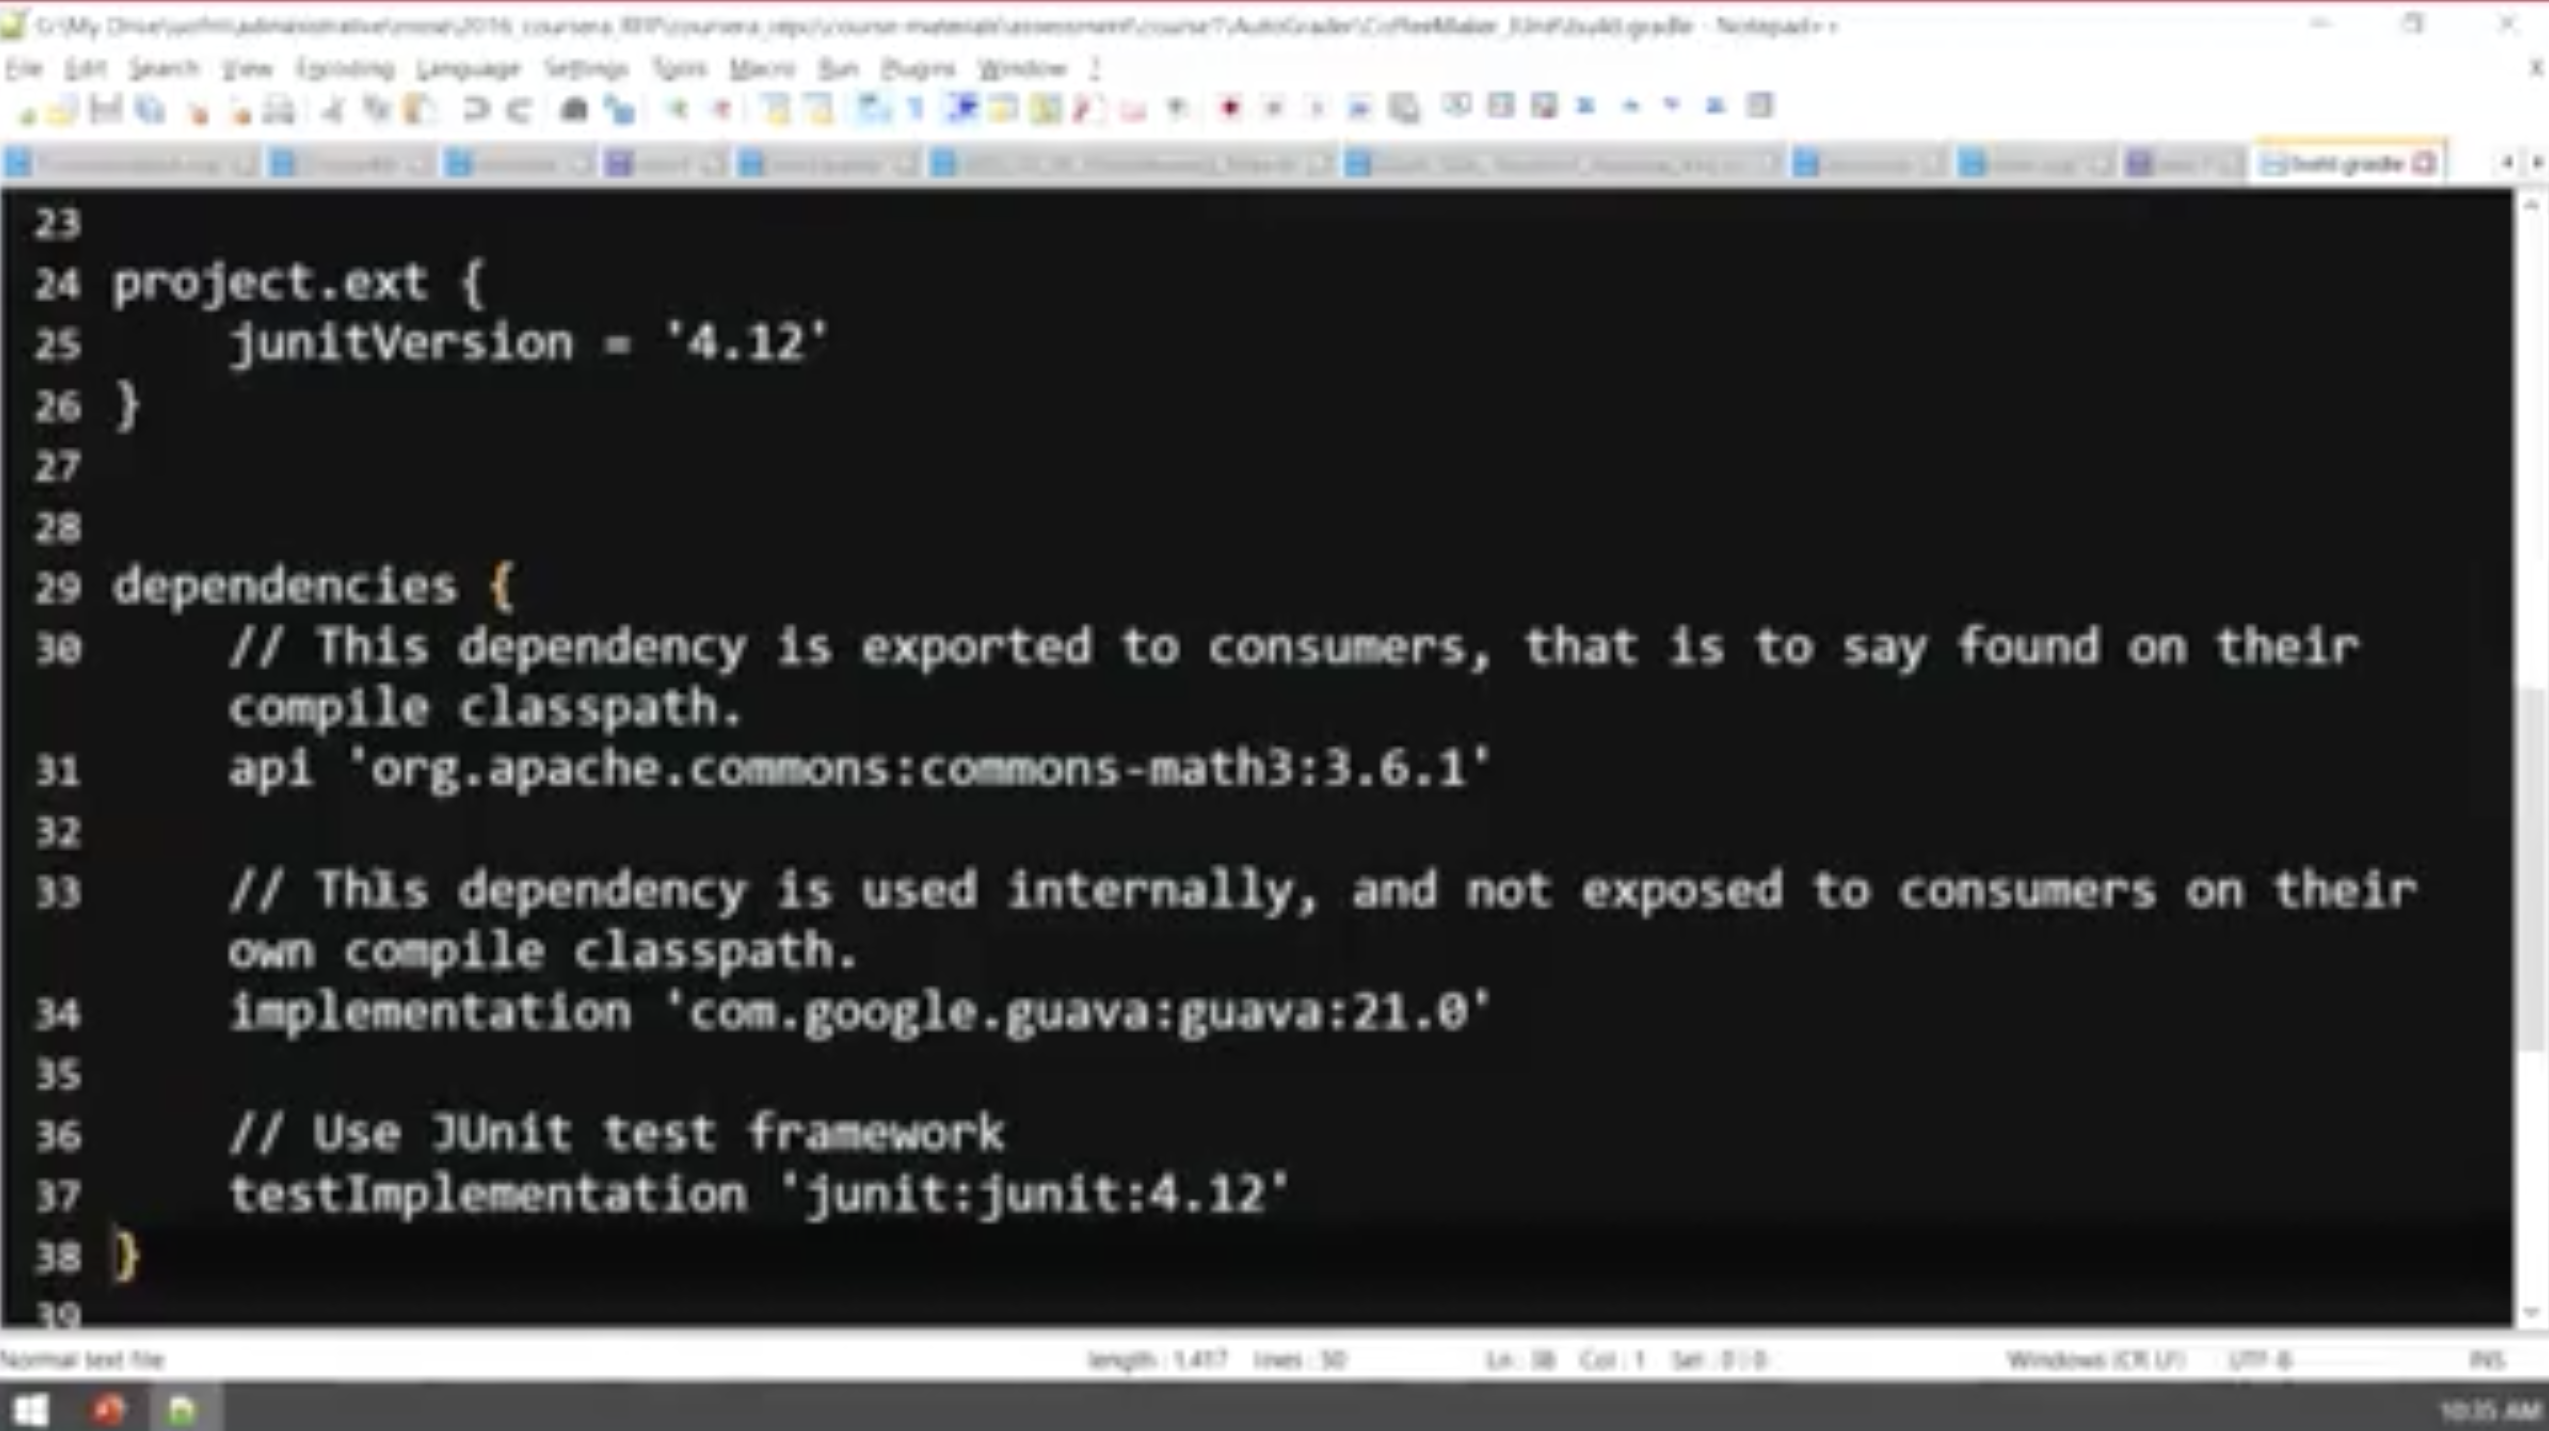 build.gradle - Notepad++
File Edit Search View Encoding Language Settings Tools Macro Run Plugins Window ?
build.gradle
23
24 project.ext {
25 junitVersion = '4.12'
26 }
27
28
29 dependencies {
30 // This dependency is exported to consumers, that is to say found on their
compile classpath.
31 api 'org.apache.commons:commons-math3:3.6.1'
32
33 // This dependency is used internally, and not exposed to consumers on their
own compile classpath.
34 implementation 'com.google.guava:guava:21.0'
35
36 // Use JUnit test framework
37 testImplementation 'junit:junit:4.12'
38 }
39
Normal text file length : 1,417 lines : 50 Ln : 38 Col : 1 Sel : 0 | 0 Windows (CR LF) UTF-8 INS
10:35 AM